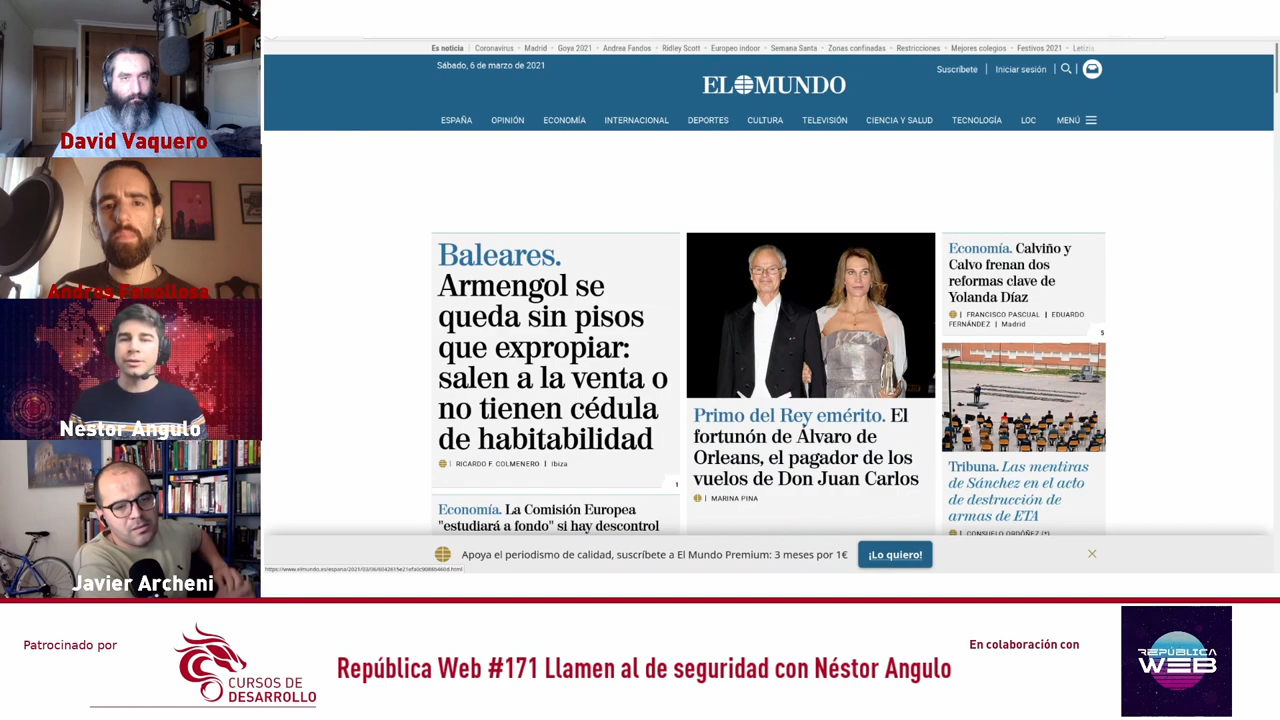 David Vaquero
Andres Fanollosa
Néstor Angulo
Javier Archeni
Es noticia | Coronavirus · Madrid · Goya 2021 · Andrea Fandos · Ridley Scott · Europeo indoor · Semana Santa · Zonas confinadas · Restricciones · Mejores colegios · Festivos 2021 · Letizia
Sábado, 6 de marzo de 2021
EL MUNDO
Suscríbete | Iniciar sesión
ESPAÑA OPINIÓN ECONOMÍA INTERNACIONAL DEPORTES CULTURA TELEVISIÓN CIENCIA Y SALUD TECNOLOGÍA LOC MENÚ
Baleares.
Armengol se
queda sin pisos
que expropiar:
salen a la venta o
no tienen cédula
de habitabilidad
RICARDO F. COLMENERO | Ibiza
1
Economía. La Comisión Europea
"estudiará a fondo" si hay descontrol
Primo del Rey emérito. El
fortunón de Álvaro de
Orleans, el pagador de los
vuelos de Don Juan Carlos
MARINA PINA
Economía. Calviño y
Calvo frenan dos
reformas clave de
Yolanda Díaz
FRANCISCO PASCUAL | EDUARDO
FERNÁNDEZ | Madrid
5
Tribuna. Las mentiras
de Sánchez en el acto
de destrucción de
armas de ETA
CONSUELO ORDÓÑEZ (*)
Apoya el periodismo de calidad, suscríbete a El Mundo Premium: 3 meses por 1€
¡Lo quiero!
Patrocinado por
CURSOS DE
DESARROLLO
República Web #171 Llamen al de seguridad con Néstor Angulo
En colaboración con
REPÚBLICA
WEB